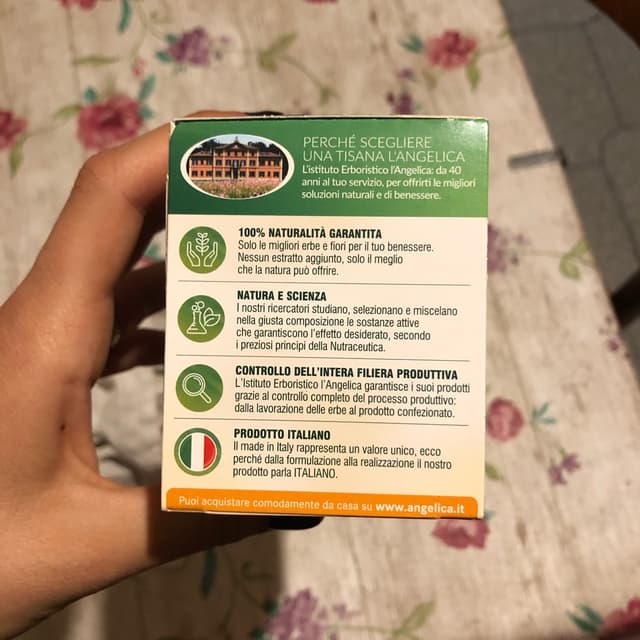 PERCHÉ SCEGLIERE
UNA TISANA L'ANGELICA
L'istituto Erboristico l'Angelica: da 40
anni al tuo servizio, per offrirti le migliori
soluzioni naturali e di benessere.
100% NATURALITÀ GARANTITA
Solo le migliori erbe e fiori per il tuo benessere.
Nessun estratto aggiunto, solo il meglio
che la natura può offrire.
NATURA E SCIENZA
I nostri ricercatori studiano, selezionano e miscelano
nella giusta composizione le sostanze attive
che garantiscono l'effetto desiderato, secondo
i preziosi principi della Nutraceutica.
CONTROLLO DELL'INTERA FILIERA PRODUTTIVA
L'Istituto Erboristico l'Angelica garantisce i suoi prodotti
grazie al controllo completo del processo produttivo:
dalla lavorazione delle erbe al prodotto confezionato.
PRODOTTO ITALIANO
Il made in Italy rappresenta un valore unico, ecco
perché dalla formulazione alla realizzazione il nostro
prodotto parla ITALIANO.
Puoi acquistare comodamente da casa su www.angelica.it